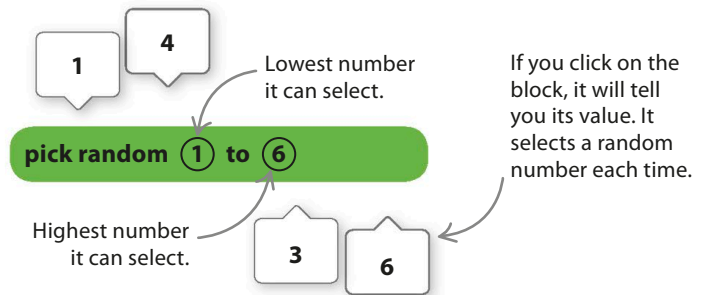 1
4
Lowest number
it can select.
If you click on the
block, it will tell
you its value. It
selects a random
number each time.
pick random 1 to 6
Highest number
it can select.
3
6